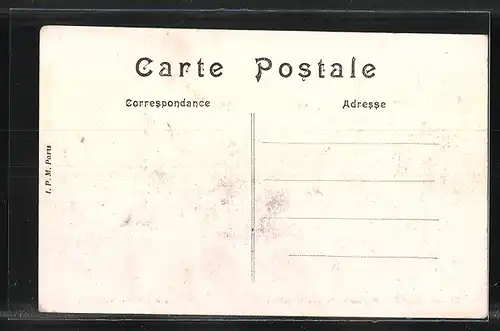 Carte Postale
Correspondance
Adresse
I. P. M. Paris